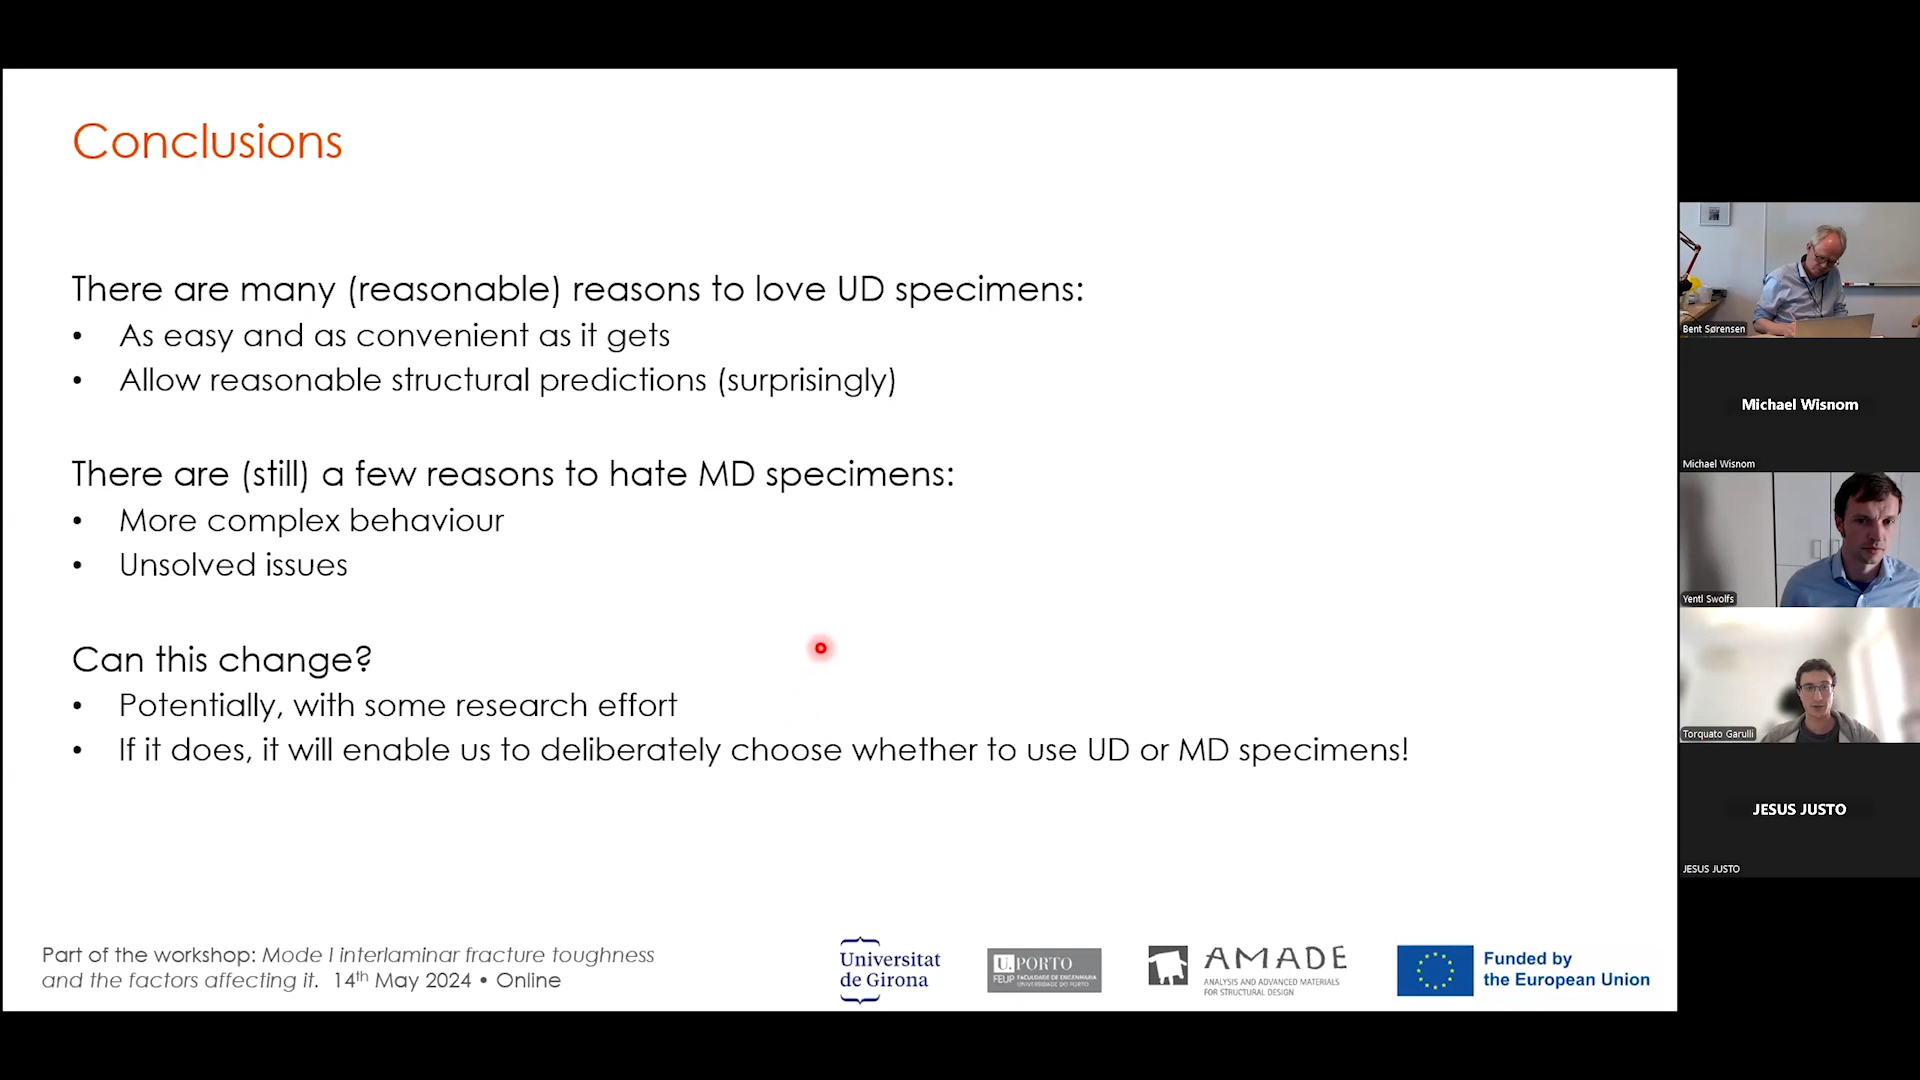 Conclusions
There are many (reasonable) reasons to love UD specimens:
• As easy and as convenient as it gets
• Allow reasonable structural predictions (surprisingly)
There are (still) a few reasons to hate MD specimens:
• More complex behaviour
• Unsolved issues
Can this change?
• Potentially, with some research effort
• If it does, it will enable us to deliberately choose whether to use UD or MD specimens!
Part of the workshop: Mode I interlaminar fracture toughness
and the factors affecting it. 14th May 2024 • Online
Universitat
de Girona
U.PORTO
FEUP FACULDADE DE ENGENHARIA
UNIVERSIDADE DO PORTO
AMADE
ANALYSIS AND ADVANCED MATERIALS
FOR STRUCTURAL DESIGN
Funded by
the European Union
Bent Sørensen
Michael Wisnom
Michael Wisnom
Yentl Swolfs
Torquato Garulli
JESUS JUSTO
JESUS JUSTO